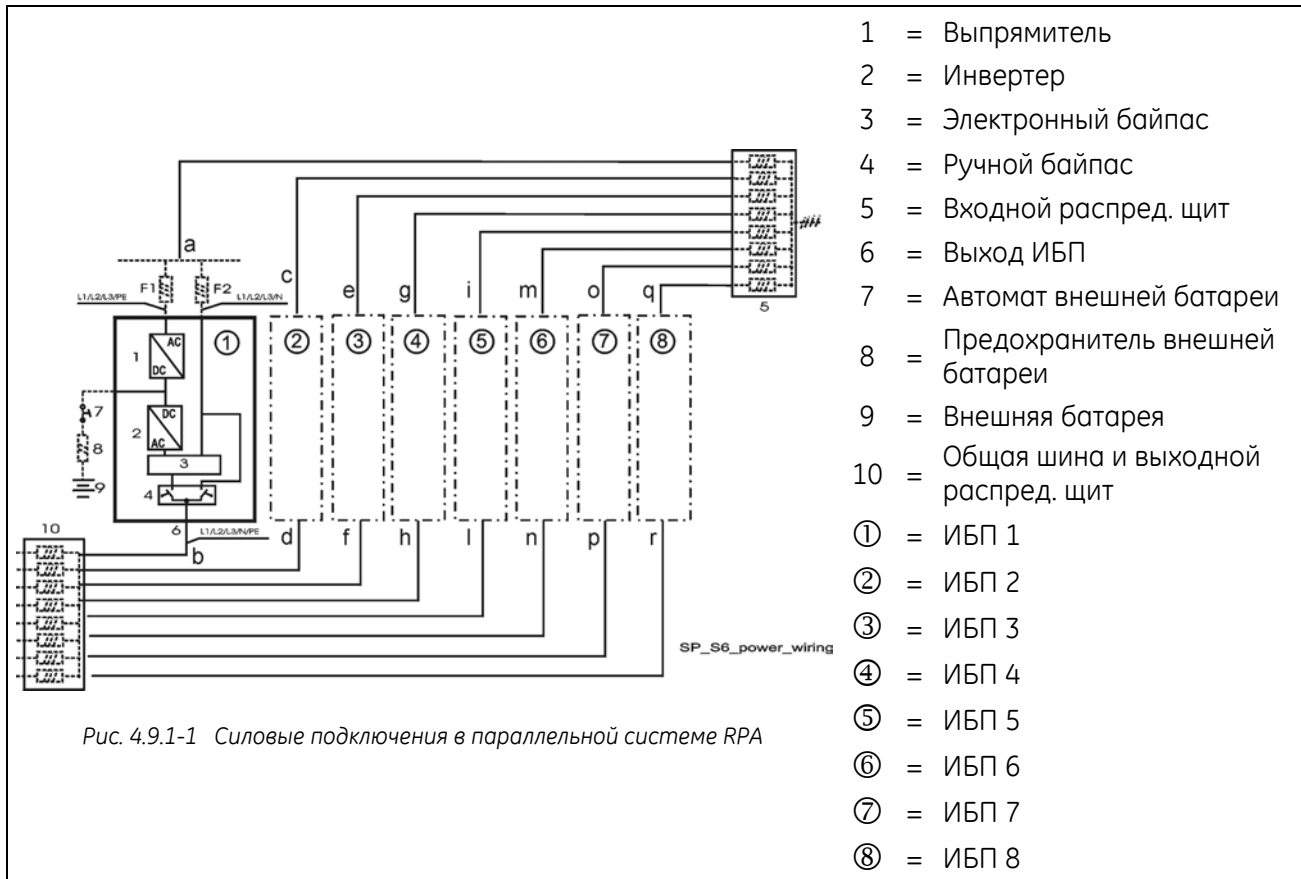 a
c
e
g
i
m
o
q
5
F1
F2
L1/L2/L3/PE
L1/L2/L3/N
① ② ③ ④ ⑤ ⑥ ⑦ ⑧
1
AC
DC
7
DC
AC
2
8
3
9
4
10
6
L1/L2/L3/N/PE
b
d
f
h
l
n
p
r
SP_S6_power_wiring
Рис. 4.9.1-1 Силовые подключения в параллельной системе RPA
1 = Выпрямитель
2 = Инвертер
3 = Электронный байпас
4 = Ручной байпас
5 = Входной распред. щит
6 = Выход ИБП
7 = Автомат внешней батареи
8 = Предохранитель внешней
батареи
9 = Внешняя батарея
10 = Общая шина и выходной
распред. щит
① = ИБП 1
② = ИБП 2
③ = ИБП 3
④ = ИБП 4
⑤ = ИБП 5
⑥ = ИБП 6
⑦ = ИБП 7
⑧ = ИБП 8